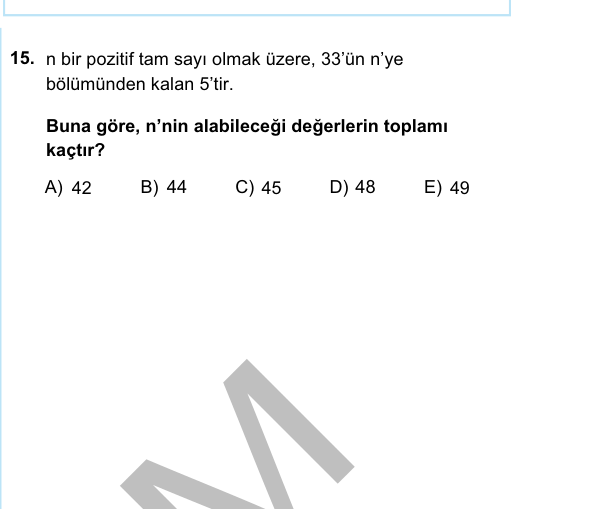 15. n bir pozitif tam sayı olmak üzere, 33’ün n’ye
bölümünden kalan 5’tir.
Buna göre, n’nin alabileceği değerlerin toplamı
kaçtır?
A) 42 B) 44 C) 45 D) 48 E) 49
M